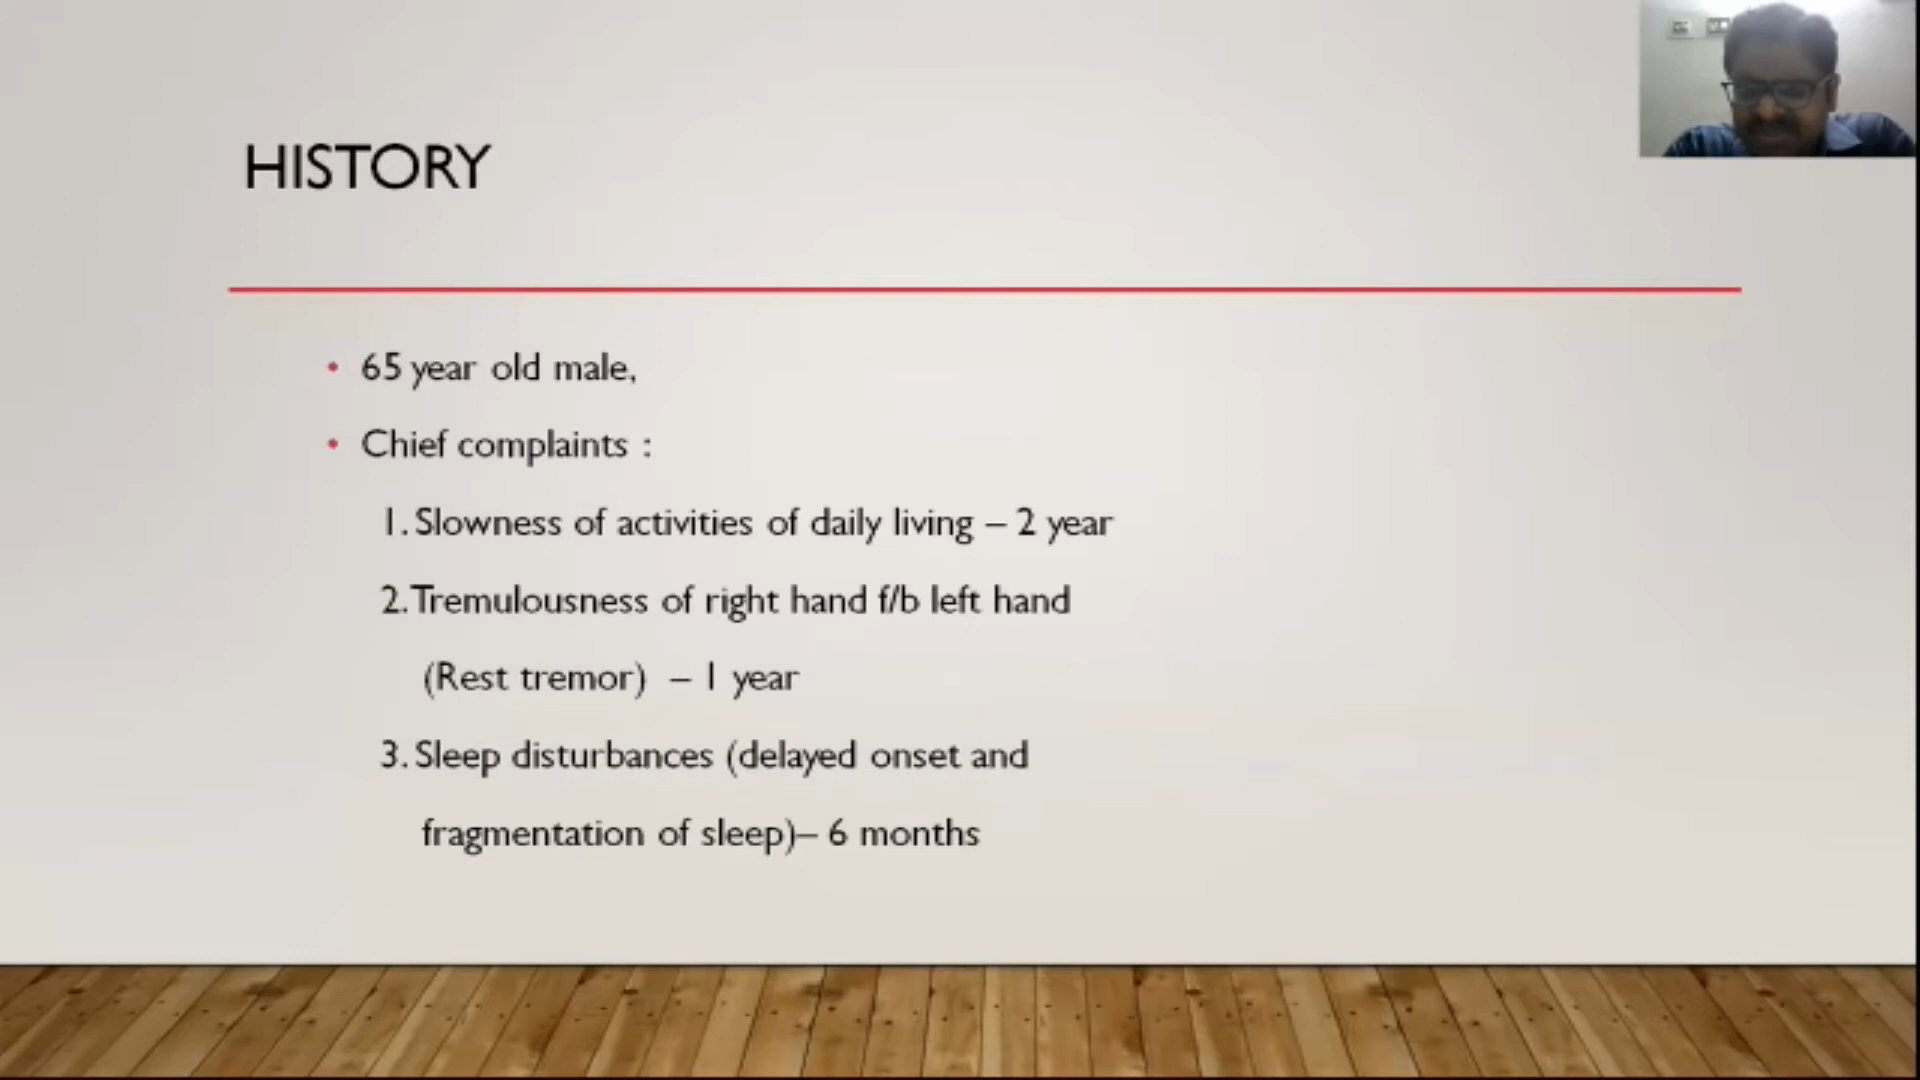 HISTORY
• 65 year old male,
• Chief complaints :
1. Slowness of activities of daily living – 2 year
2. Tremulousness of right hand f/b left hand
(Rest tremor) – 1 year
3. Sleep disturbances (delayed onset and
fragmentation of sleep)– 6 months